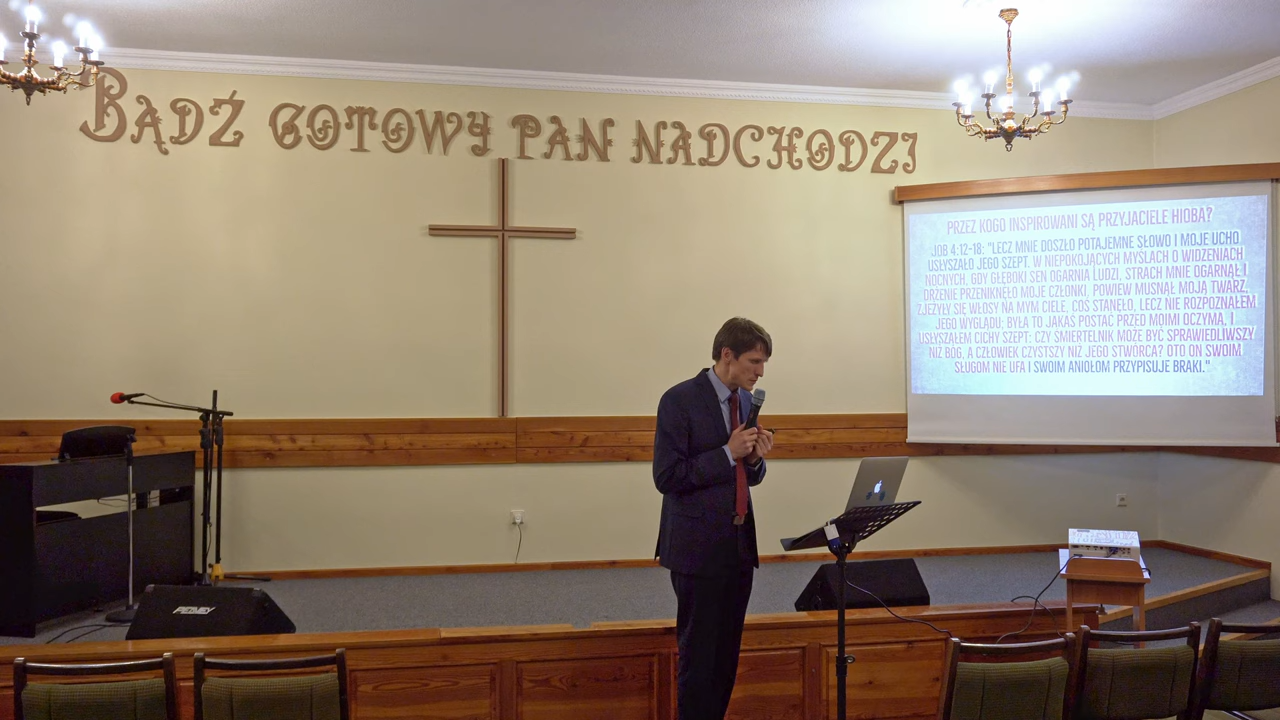 BĄDŹ GOTOWY PAN NADCHODZI
PRZEZ KOGO INSPIROWANI SĄ PRZYJACIELE HIOBA?
JOB 4:12-18: "LECZ MNIE DOSZŁO POTAJEMNE SŁOWO I MOJE UCHO
USŁYSZAŁO JEGO SZEPT. W NIEPOKOJĄCYCH MYŚLACH O WIDZENIACH
NOCNYCH, GDY GŁĘBOKI SEN OGARNIA LUDZI, STRACH MNIE OGARNĄŁ I
DRŻENIE PRZENIKNĘŁO MOJE CZŁONKI, POWIEW MUSNĄŁ MOJĄ TWARZ,
ZJEŻYŁY SIĘ WŁOSY NA MYM CIELE, COŚ STANĘŁO, LECZ NIE ROZPOZNAŁEM
JEGO WYGLĄDU; BYŁA TO JAKAŚ POSTAĆ PRZED MOIMI OCZYMA, I
USŁYSZAŁEM CICHY SZEPT: CZY ŚMIERTELNIK MOŻE BYĆ SPRAWIEDLIWSZY
NIŻ BÓG, A CZŁOWIEK CZYSTSZY NIŻ JEGO STWÓRCA? OTO ON SWOIM
SŁUGOM NIE UFA I SWOIM ANIOŁOM PRZYPISUJE BRAKI."
PEAVEY